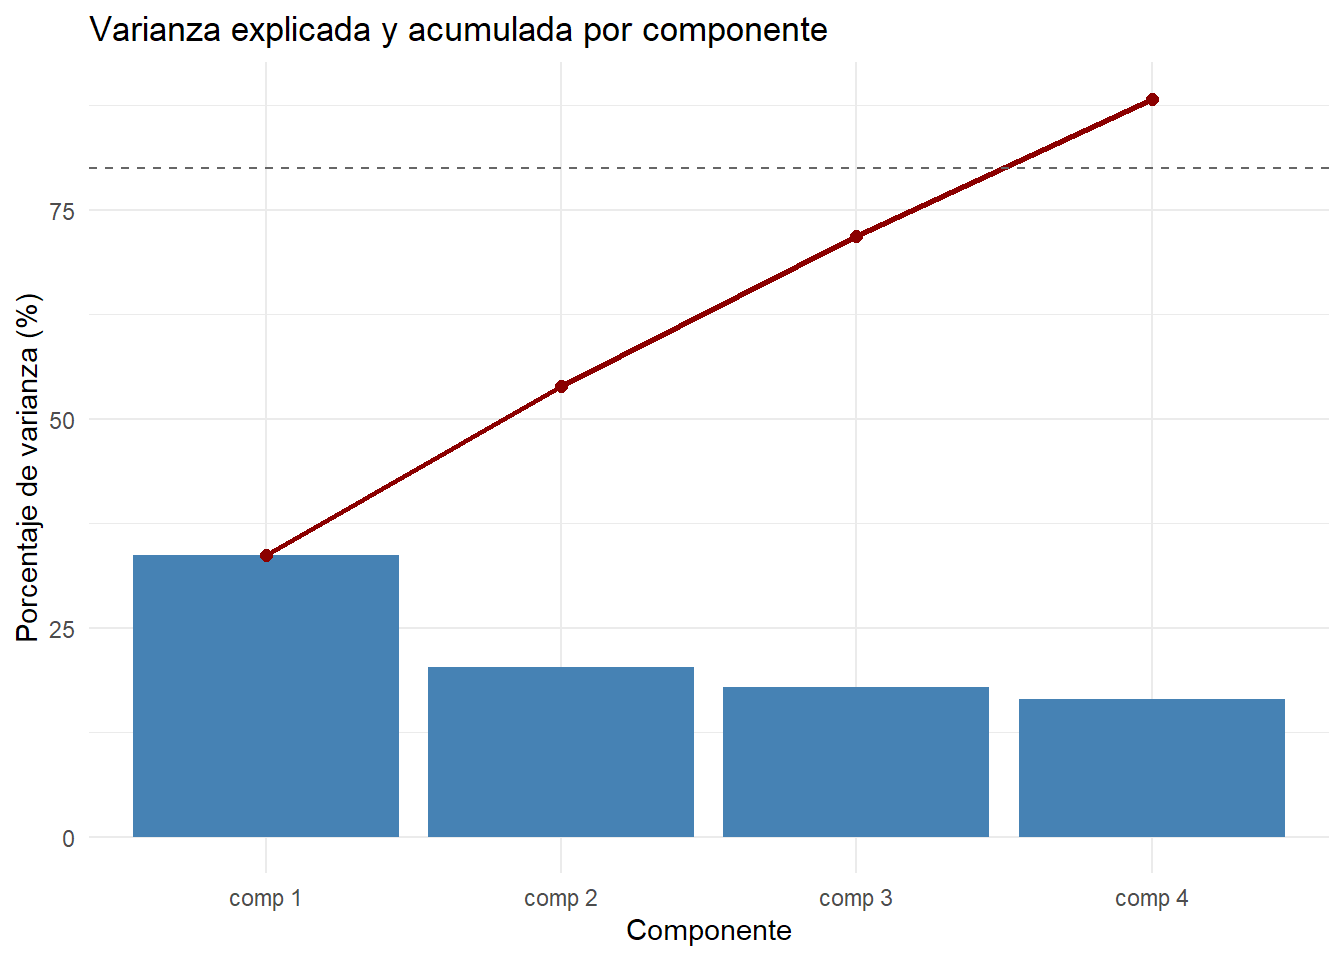 Varianza explicada y acumulada por componente
Porcentaje de varianza (%)
75
50
25
0
comp 1
comp 2
comp 3
comp 4
Componente